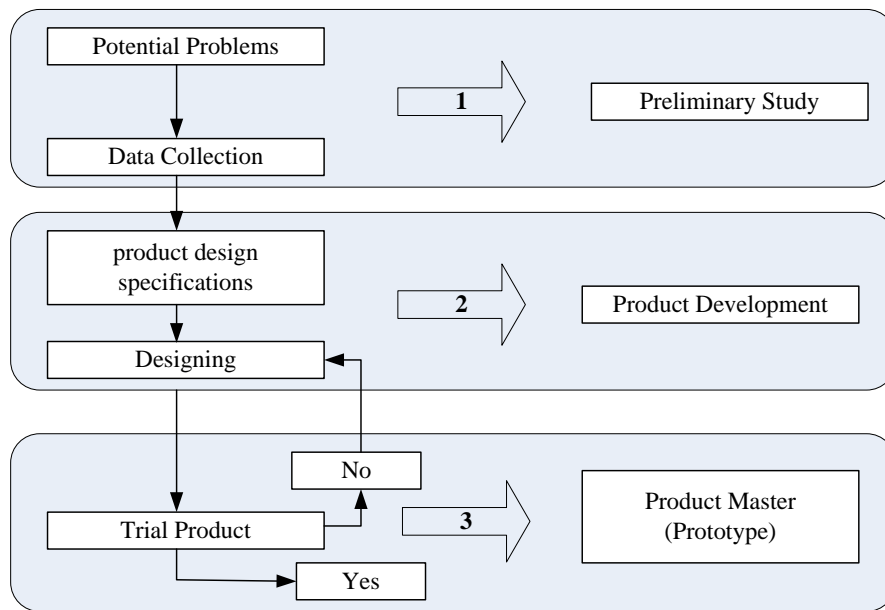 Potential Problems
1
Preliminary Study
Data Collection
product design
specifications
2
Product Development
Designing
No
3
Product Master
(Prototype)
Trial Product
Yes